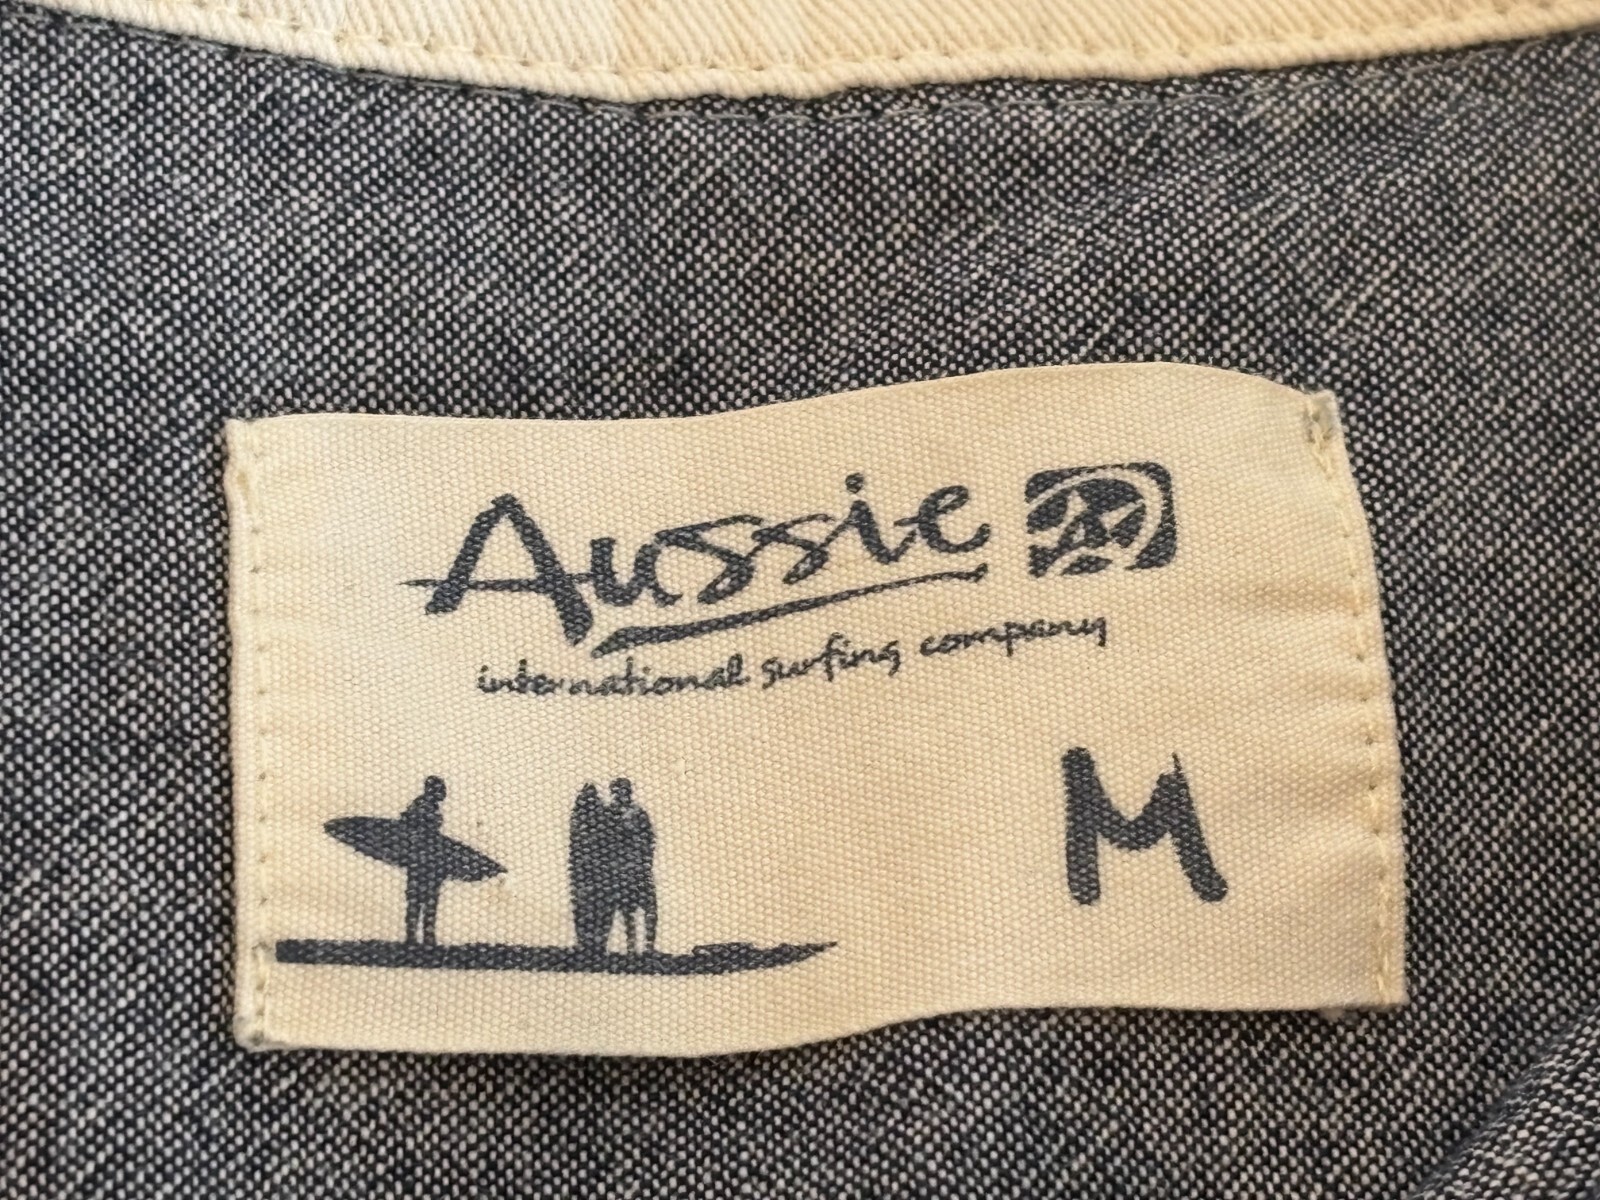 Aussie
international surfing company
M